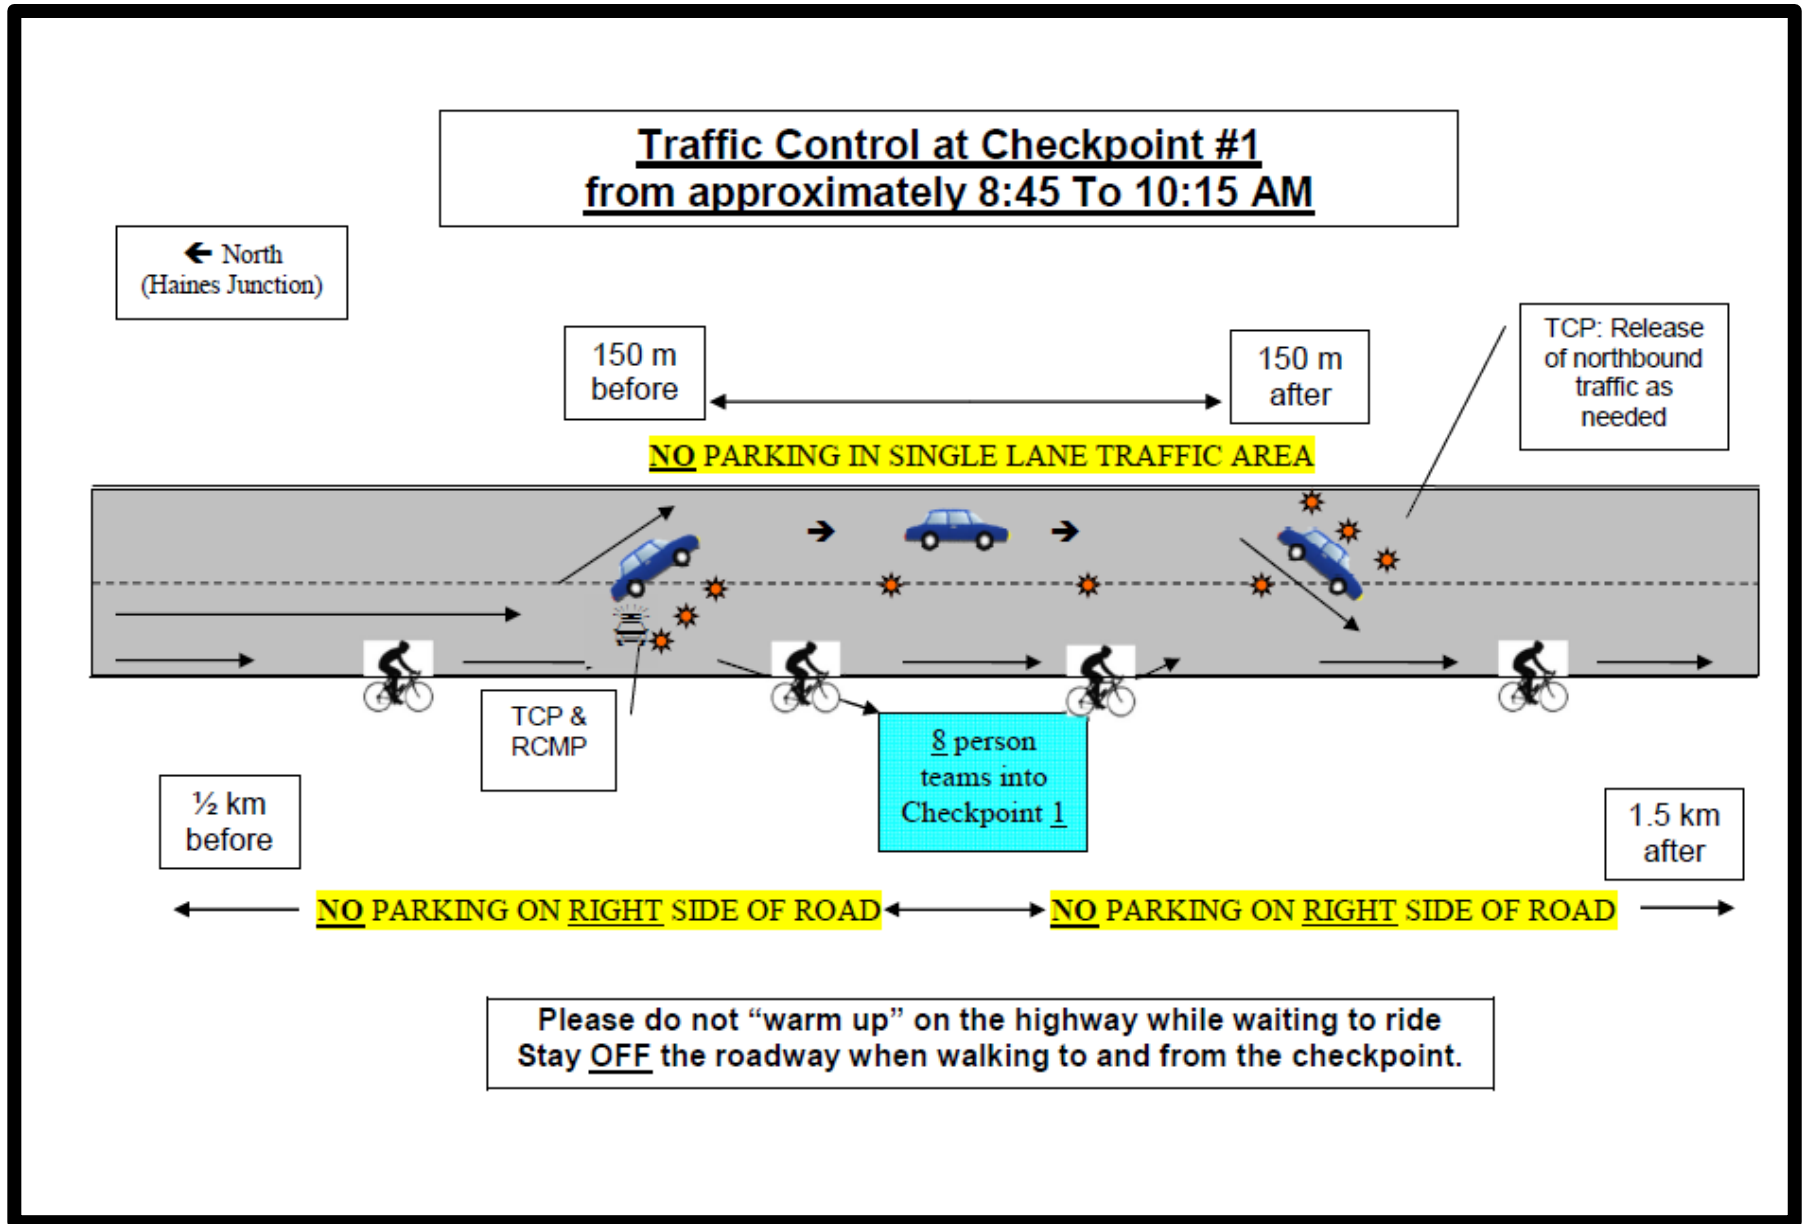 Traffic Control at Checkpoint #1
from approximately 8:45 To 10:15 AM
🡸 North
(Haines Junction)
150 m
before
150 m
after
TCP: Release
of northbound
traffic as
needed
NO PARKING IN SINGLE LANE TRAFFIC AREA
TCP &
RCMP
8 person
teams into
Checkpoint 1
½ km
before
1.5 km
after
NO PARKING ON RIGHT SIDE OF ROAD
NO PARKING ON RIGHT SIDE OF ROAD
Please do not “warm up” on the highway while waiting to ride
Stay OFF the roadway when walking to and from the checkpoint.